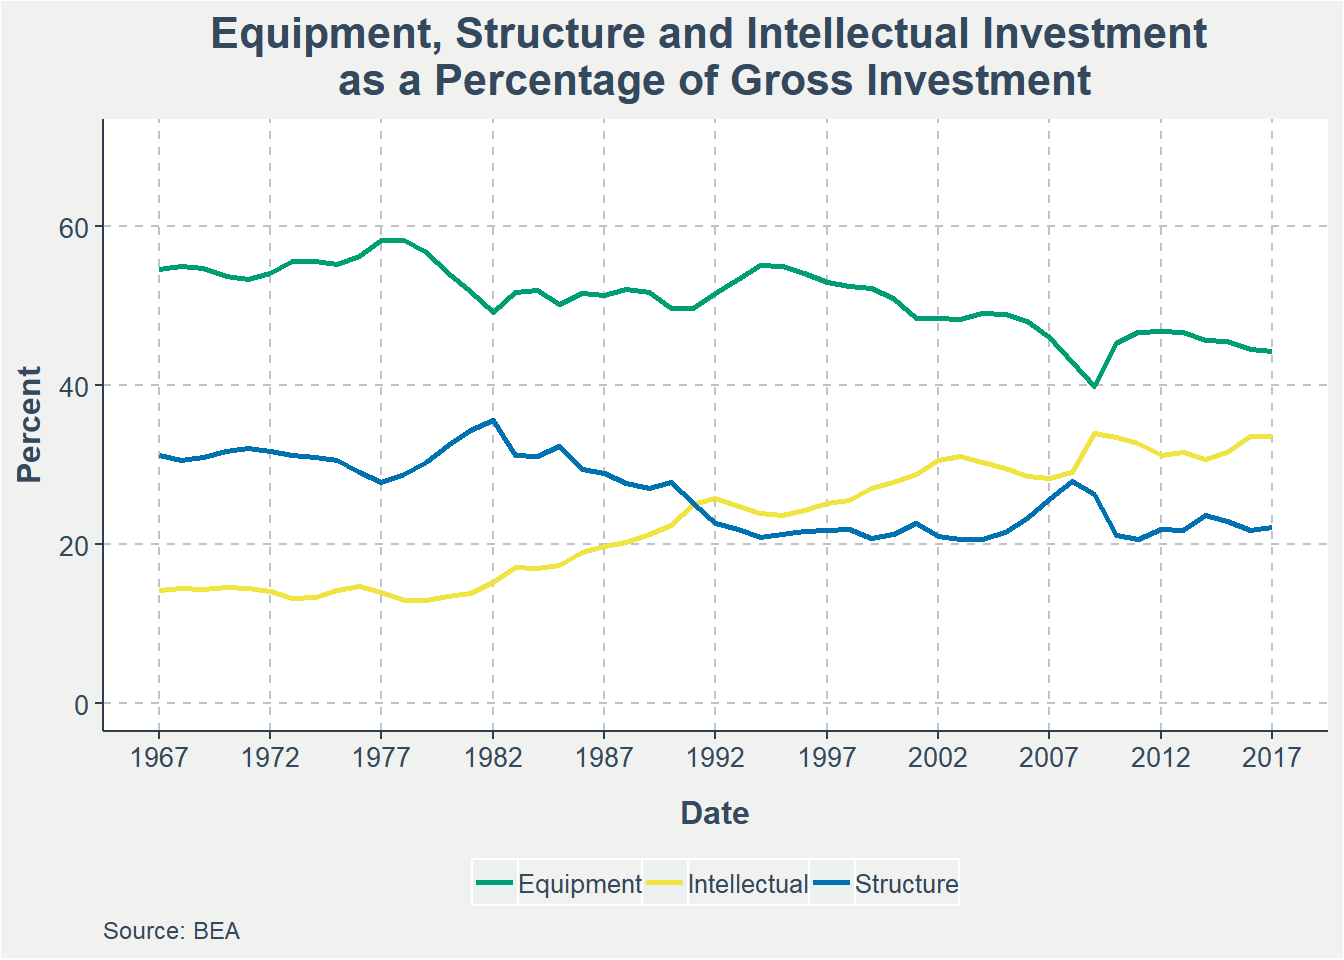 Equipment, Structure and Intellectual Investment
as a Percentage of Gross Investment
Percent
60
40
20
0
1967 1972 1977 1982 1987 1992 1997 2002 2007 2012 2017
Date
Equipment Intellectual Structure
Source: BEA